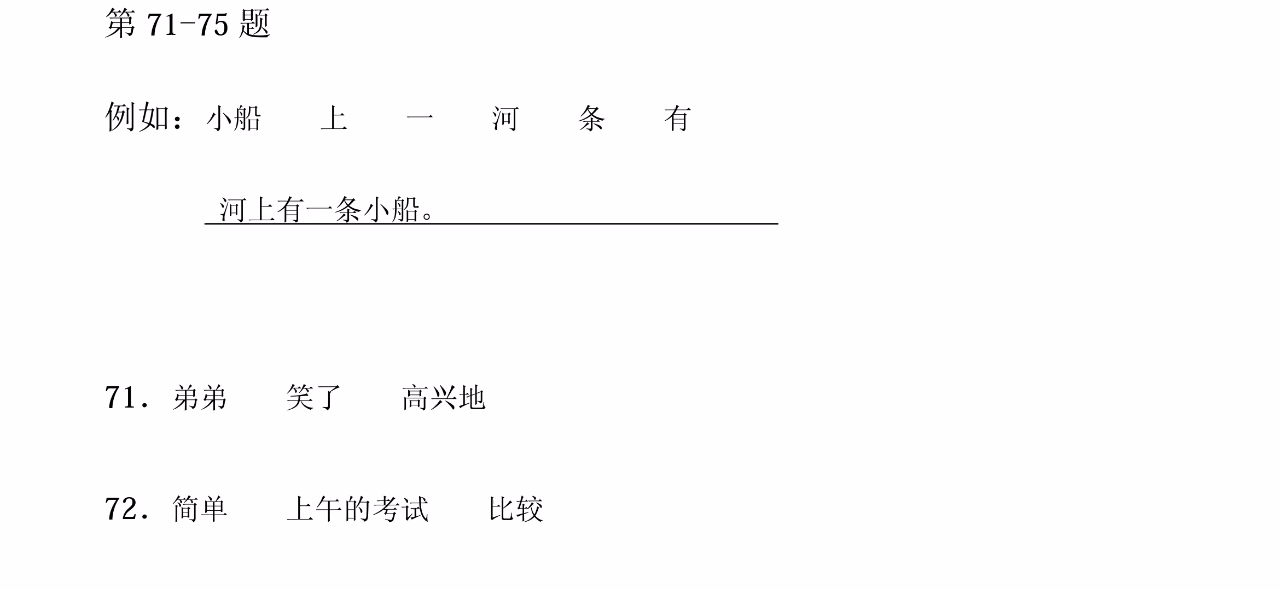 第 71-75 题
例如： 小船 上 一 河 条 有
河上有一条小船。
71． 弟弟 笑了 高兴地
72． 简单 上午的考试 比较